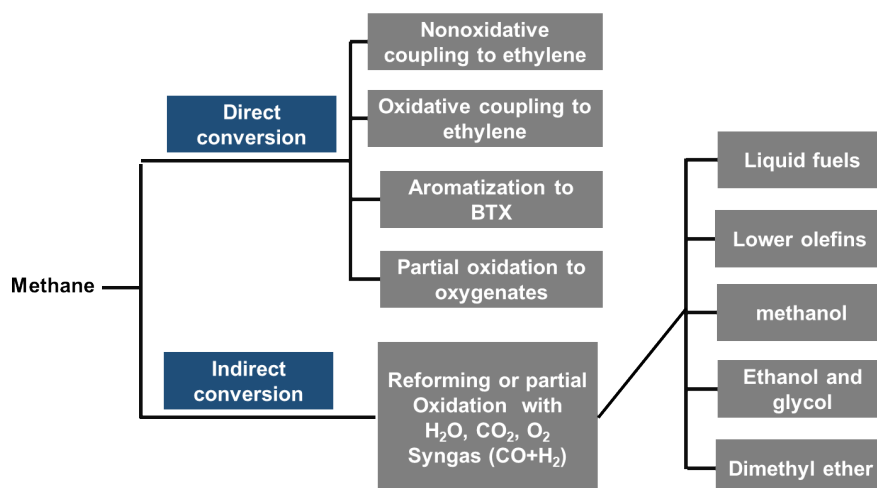 Methane
Direct
conversion
Nonoxidative
coupling to ethylene
Oxidative coupling to
ethylene
Aromatization to
BTX
Partial oxidation to
oxygenates
Indirect
conversion
Reforming or partial
Oxidation with
H₂O, CO₂, O₂
Syngas (CO+H₂)
Liquid fuels
Lower olefins
methanol
Ethanol and
glycol
Dimethyl ether